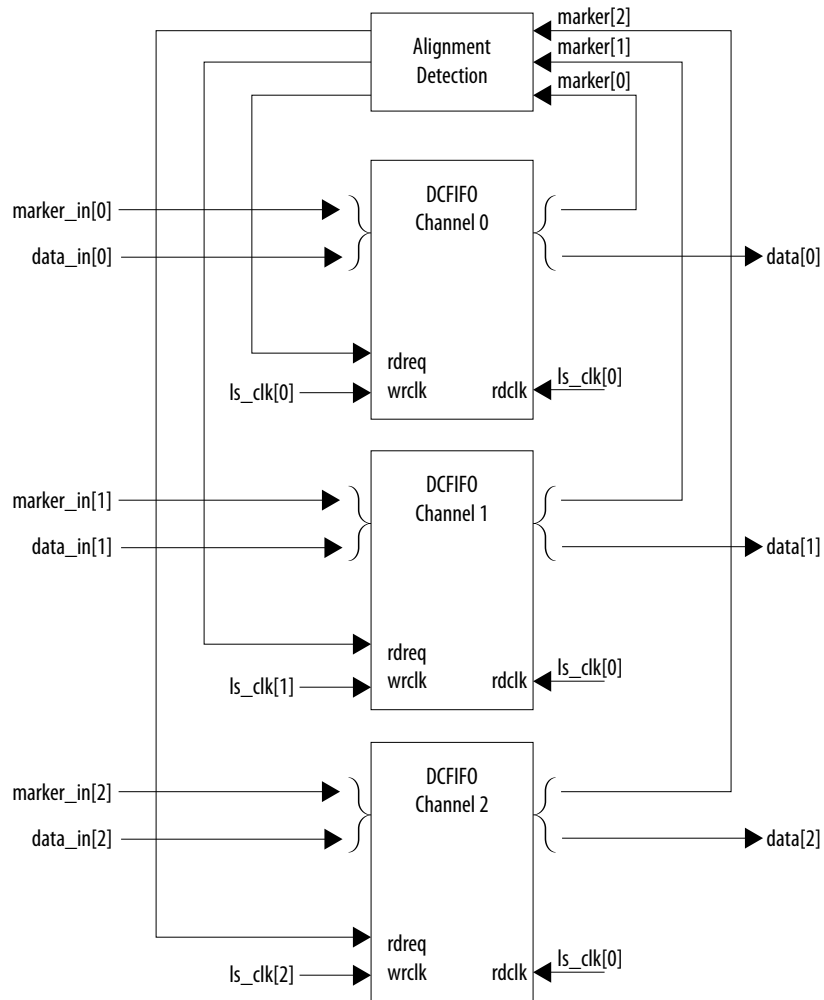 marker[2]
marker[1]
marker[0]
Alignment
Detection
DCFIFO
Channel 0
marker_in[0]
data_in[0]
data[0]
rdreq
ls_clk[0]
wrclk
rdclk
ls_clk[0]
DCFIFO
Channel 1
marker_in[1]
data_in[1]
data[1]
rdreq
ls_clk[1]
wrclk
rdclk
ls_clk[0]
DCFIFO
Channel 2
marker_in[2]
data_in[2]
data[2]
rdreq
ls_clk[2]
wrclk
rdclk
ls_clk[0]